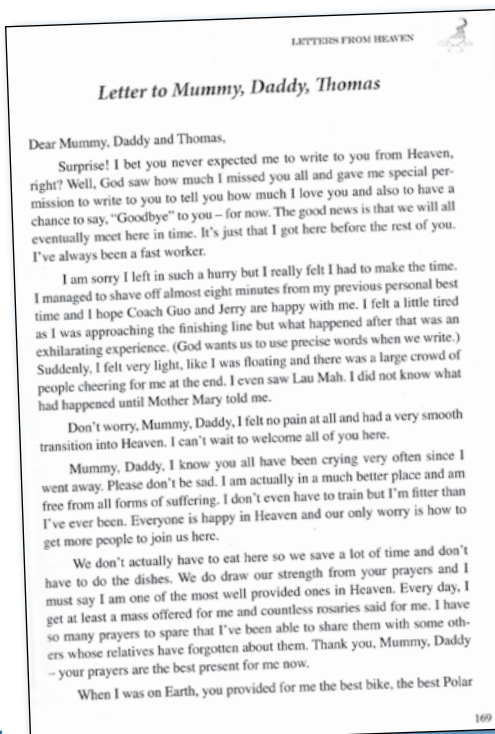 LETTERS FROM HEAVEN
Letter to Mummy, Daddy, Thomas
Dear Mummy, Daddy and Thomas,
Surprise! I bet you never expected me to write to you from Heaven,
right? Well, God saw how much I missed you all and gave me special per-
mission to write to you to tell you how much I love you and also to have a
chance to say, “Goodbye” to you – for now. The good news is that we will all
eventually meet here in time. It’s just that I got here before the rest of you.
I’ve always been a fast worker.
I am sorry I left in such a hurry but I really felt I had to make the time.
I managed to shave off almost eight minutes from my previous personal best
time and I hope Coach Guo and Jerry are happy with me. I felt a little tired
as I was approaching the finishing line but what happened after that was an
exhilarating experience. (God wants us to use precise words when we write.)
Suddenly, I felt very light, like I was floating and there was a large crowd of
people cheering for me at the end. I even saw Lau Mah. I did not know what
had happened until Mother Mary told me.
Don’t worry, Mummy, Daddy, I felt no pain at all and had a very smooth
transition into Heaven. I can’t wait to welcome all of you here.
Mummy, Daddy, I know you all have been crying very often since I
went away. Please don’t be sad. I am actually in a much better place and am
free from all forms of suffering. I don’t even have to train but I’m fitter than
I’ve ever been. Everyone is happy in Heaven and our only worry is how to
get more people to join us here.
We don’t actually have to eat here so we save a lot of time and don’t
have to do the dishes. We do draw our strength from your prayers and I
must say I am one of the most well provided ones in Heaven. Every day, I
get at least a mass offered for me and countless rosaries said for me. I have
so many prayers to spare that I’ve been able to share them with some oth-
ers whose relatives have forgotten about them. Thank you, Mummy, Daddy
– your prayers are the best present for me now.
When I was on Earth, you provided for me the best bike, the best Polar
169